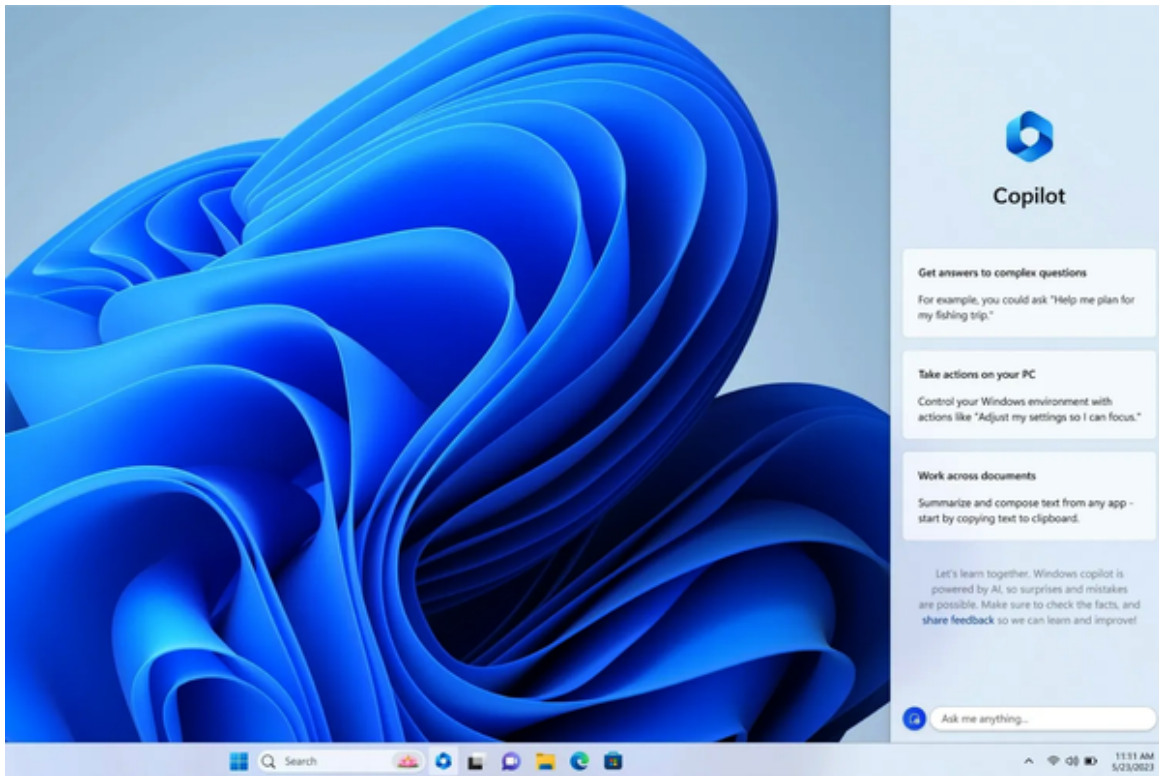 Copilot
Get answers to complex questions
For example, you could ask "Help me plan for
my fishing trip."
Take actions on your PC
Control your Windows environment with
actions like "Adjust my settings so I can focus."
Work across documents
Summarize and compose text from any app -
start by copying text to clipboard.
Let's learn together. Windows copilot is
powered by AI, so surprises and mistakes
are possible. Make sure to check the facts, and
share feedback so we can learn and improve!
Ask me anything...
Search
11:11 AM
5/23/2023